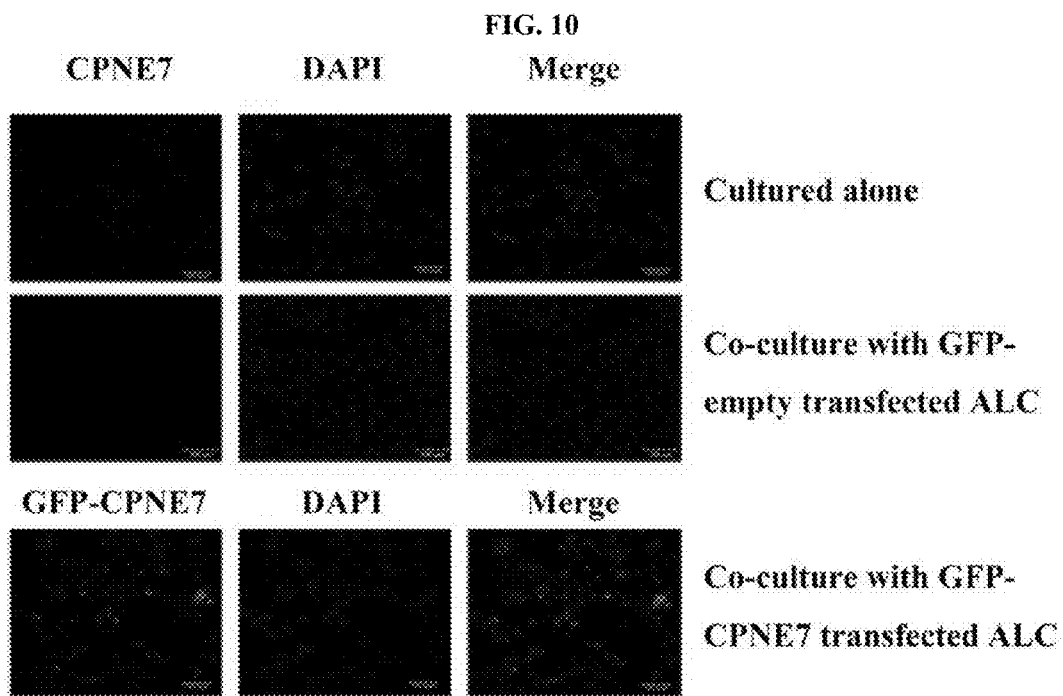 FIG. 10
CPNE7 DAPI Merge
Cultured alone
Co-culture with GFP-
empty transfected ALC
GFP-CPNE7 DAPI Merge
Co-culture with GFP-
CPNE7 transfected ALC